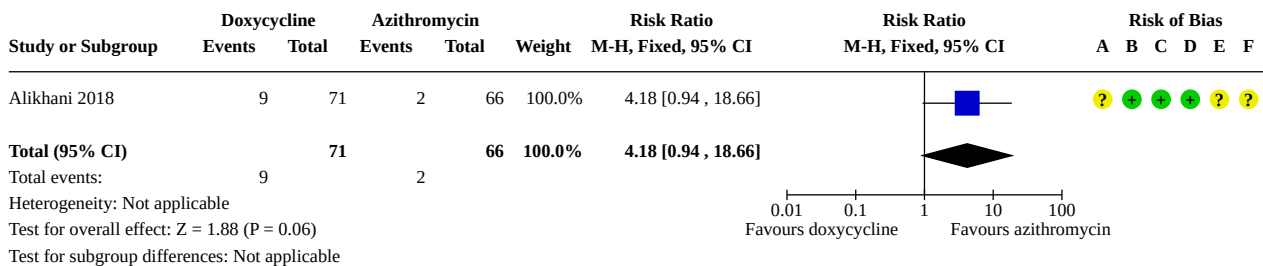 Doxycycline Azithromycin Risk Ratio Risk Ratio Risk of Bias
Study or Subgroup Events Total Events Total Weight M-H, Fixed, 95% CI M-H, Fixed, 95% CI A B C D E F
Alikhani 2018 9 71 2 66 100.0% 4.18 [0.94 , 18.66] ? + + + ? ?
Total (95% CI) 71 66 100.0% 4.18 [0.94 , 18.66]
Total events: 9 2
Heterogeneity: Not applicable
0.01 0.1 1 10 100
Test for overall effect: Z = 1.88 (P = 0.06) Favours doxycycline Favours azithromycin
Test for subgroup differences: Not applicable